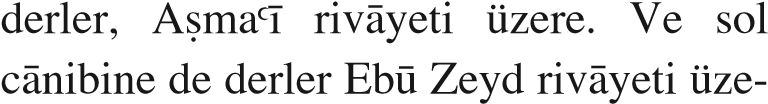 derler, Aṣmaʿī rivāyeti üzere. Ve sol
cānibine de derler Ebū Zeyd rivāyeti üze-